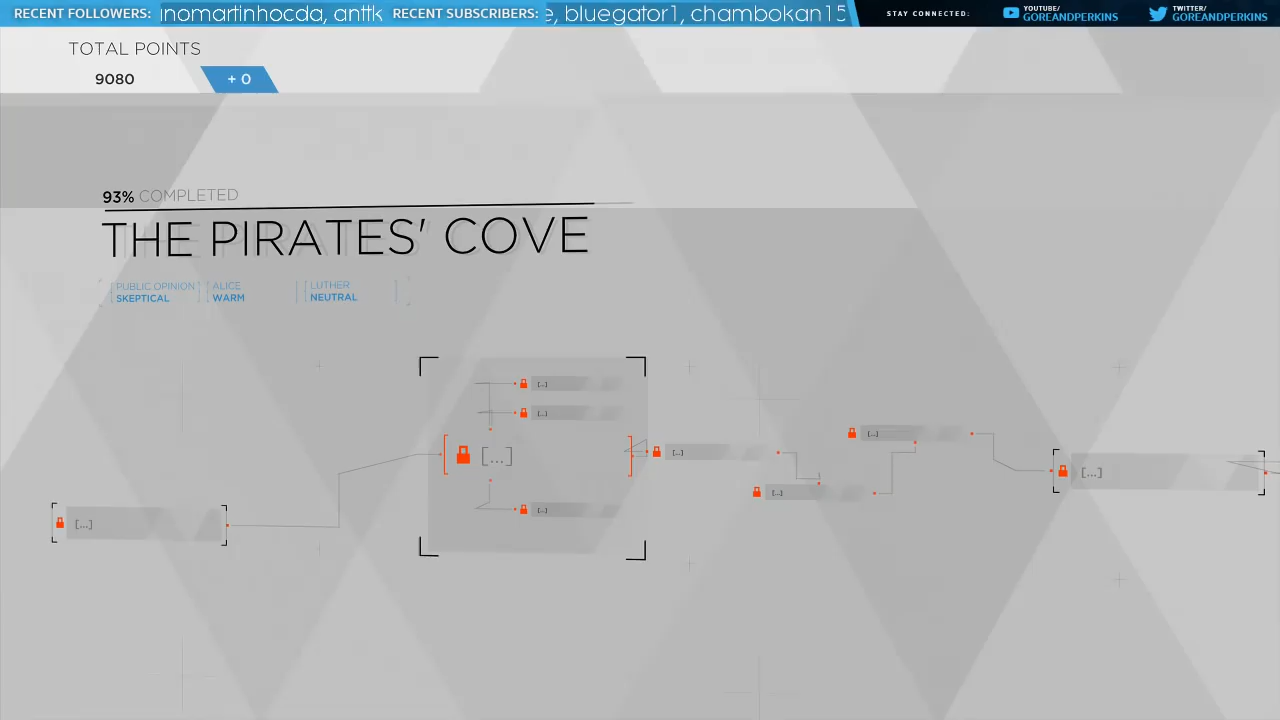 RECENT FOLLOWERS: inomartinhocda, anttk RECENT SUBSCRIBERS: e, bluegator1, chambokan15 STAY CONNECTED: YOUTUBE/ GOREANDPERKINS TWITTER/ GOREANDPERKINS
TOTAL POINTS
9080 + 0
93% COMPLETED
THE PIRATES' COVE
PUBLIC OPINION ALICE LUTHER
SKEPTICAL WARM NEUTRAL
[...]
[...]
[...]
[...]
[...]
[...]
[...]
[...]
[...]